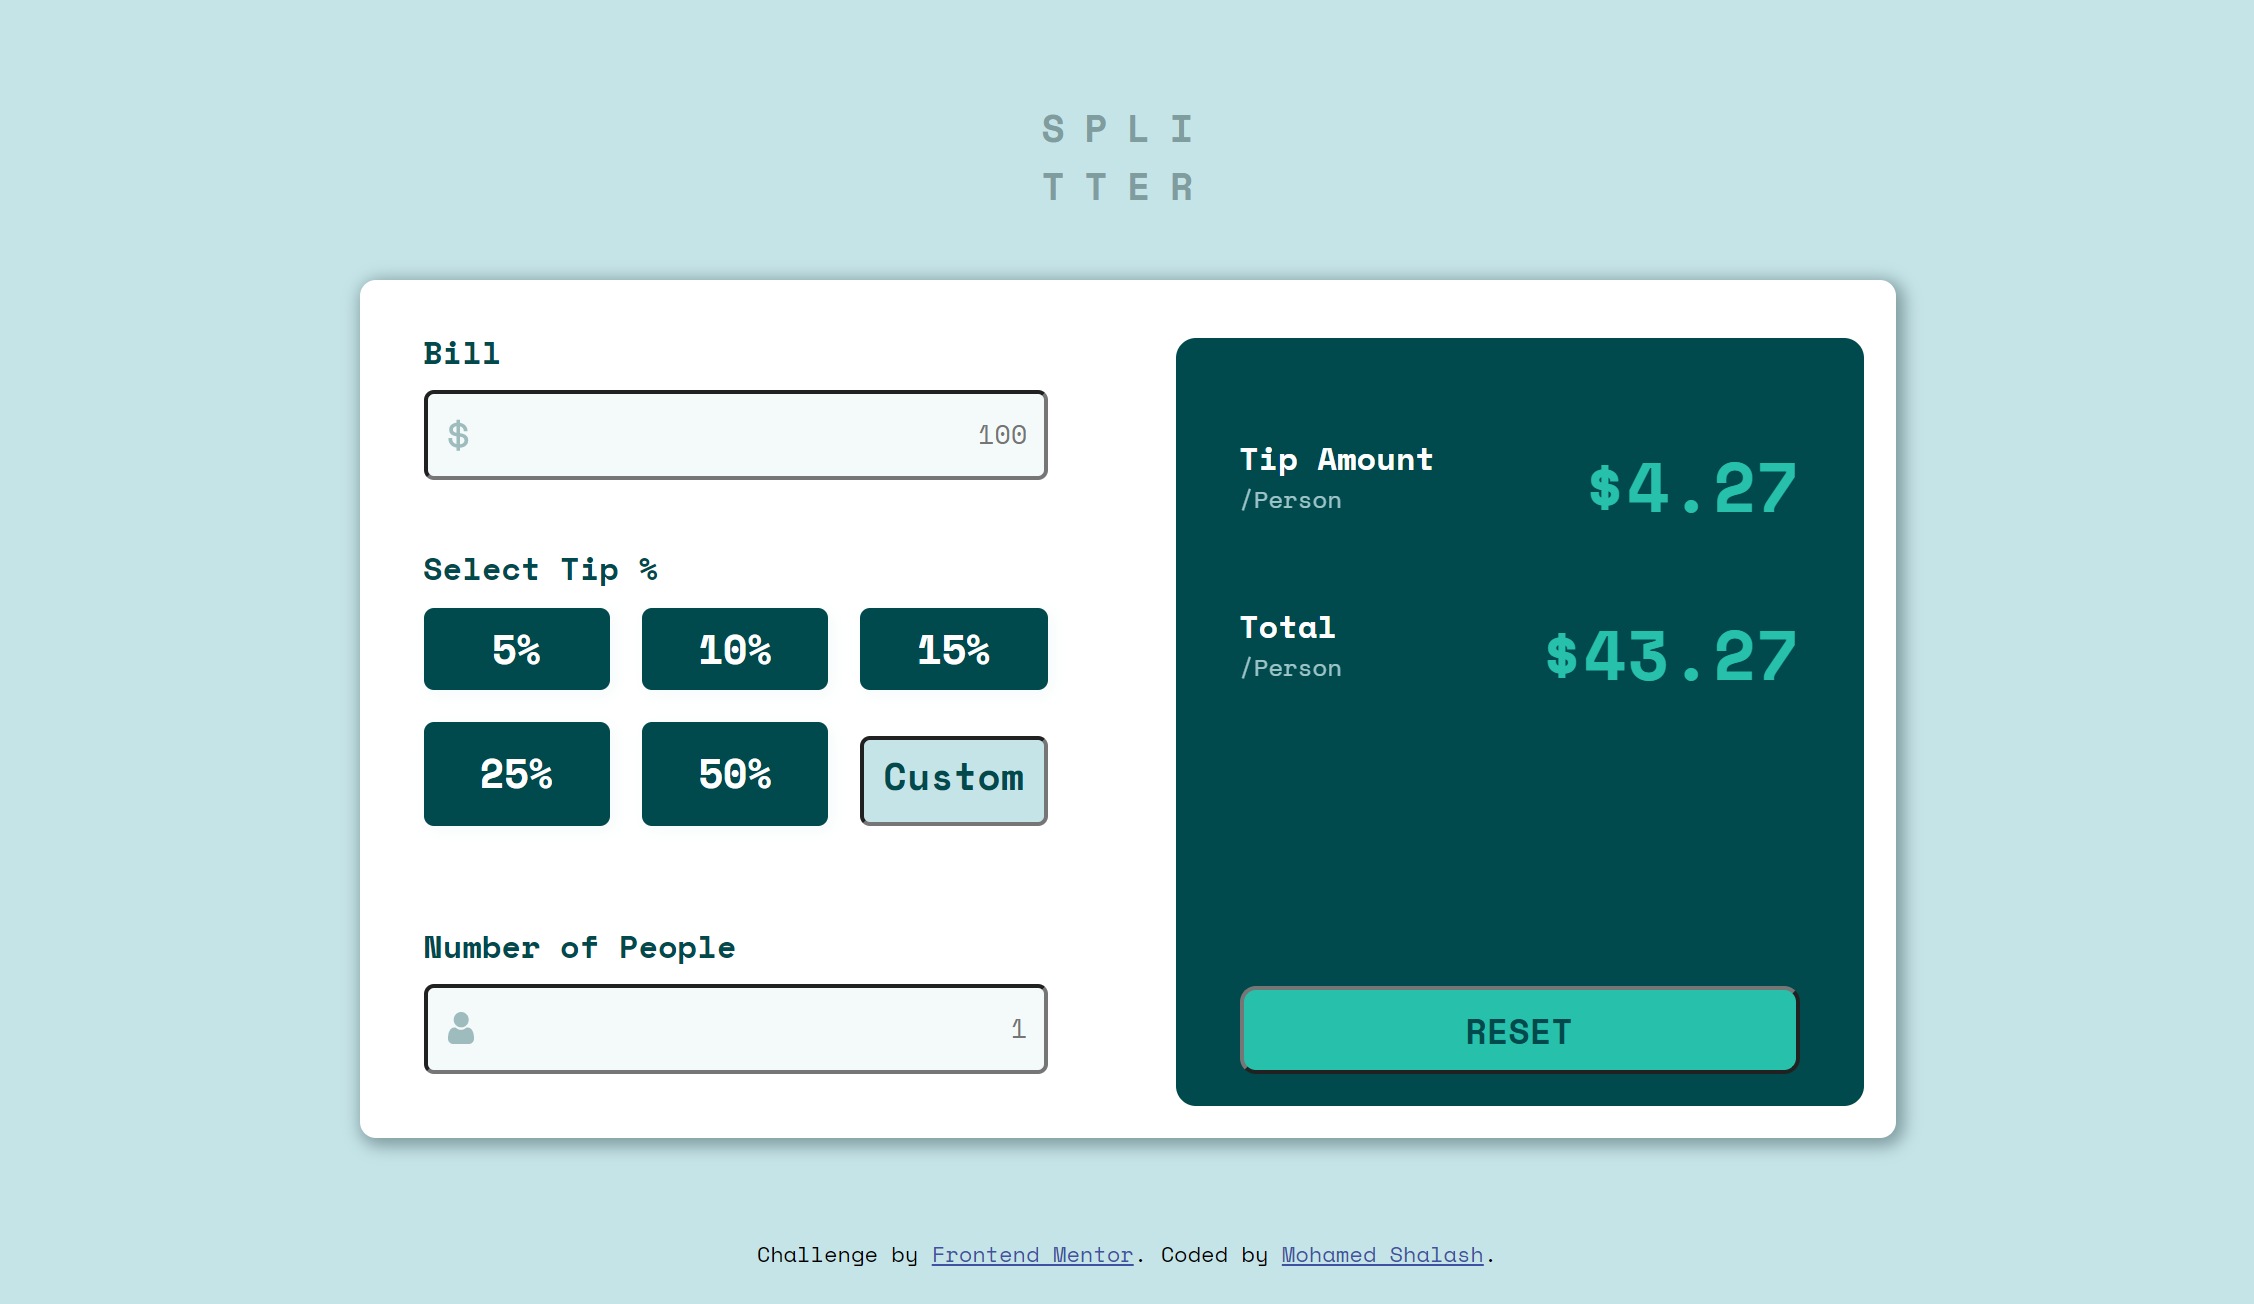 S P L I
T T E R
Bill
$ 100
Select Tip %
5% 10% 15%
25% 50% Custom
Number of People
1
Tip Amount
/Person
$4.27
Total
/Person
$43.27
RESET
Challenge by Frontend Mentor. Coded by Mohamed Shalash.